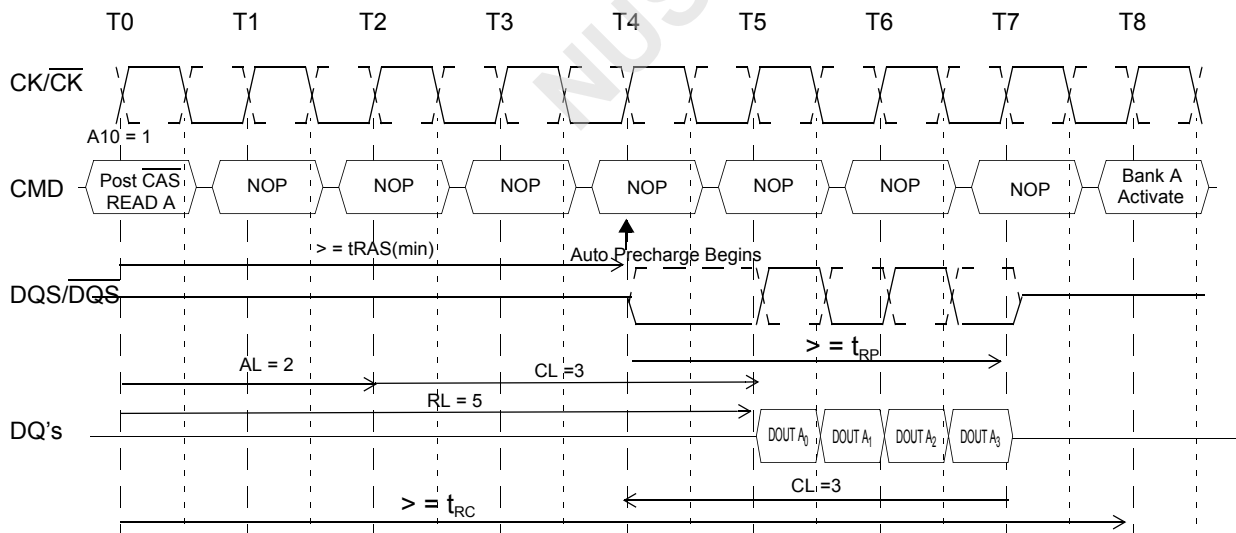 T0 T1 T2 T3 T4 T5 T6 T7 T8
CK/CK
A10 = 1
CMD
Post CAS
READ A
NOP NOP NOP NOP NOP NOP NOP
Bank A
Activate
> = tRAS(min)
Auto Precharge Begins
DQS/DQS
> = tRP
AL = 2
CL =3
RL = 5
DQ's
DOUT A0 DOUT A1 DOUT A2 DOUT A3
CL =3
> = tRC
NUS